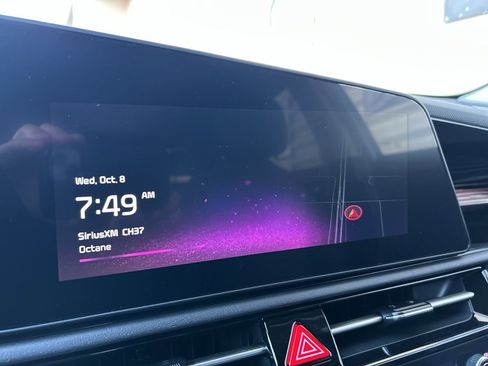 Wed, Oct. 8
7:49 AM
SiriusXM CH37
Octane